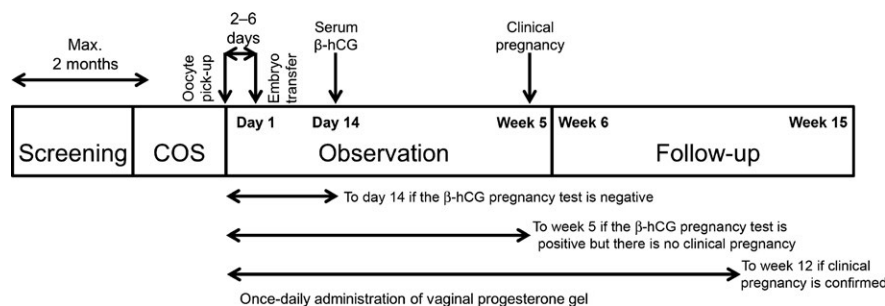 Max.
2 months
2–6
days
Oocyte
pick-up
Embryo
transfer
Serum
β-hCG
Clinical
pregnancy
Day 1
Day 14
Week 5
Week 6
Week 15
Screening
COS
Observation
Follow-up
To day 14 if the β-hCG pregnancy test is negative
To week 5 if the β-hCG pregnancy test is
positive but there is no clinical pregnancy
To week 12 if clinical
pregnancy is confirmed
Once-daily administration of vaginal progesterone gel